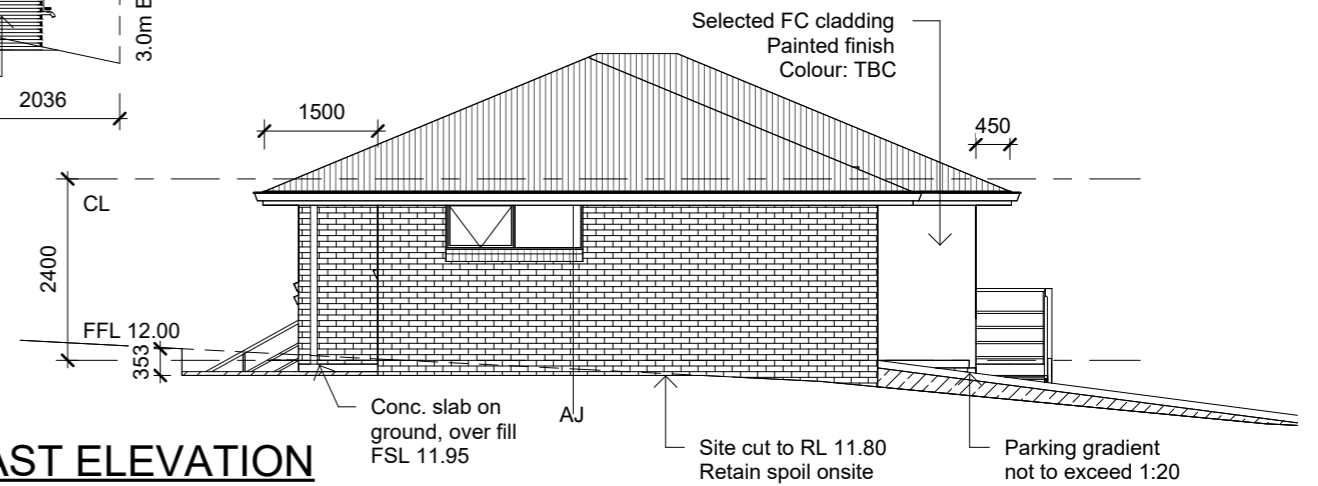 3.0m B
2036
Selected FC cladding
Painted finish
Colour: TBC
1500
450
CL
2400
FFL 12.00
353
Conc. slab on
ground, over fill
FSL 11.95
AJ
Site cut to RL 11.80
Retain spoil onsite
Parking gradient
not to exceed 1:20
AST ELEVATION